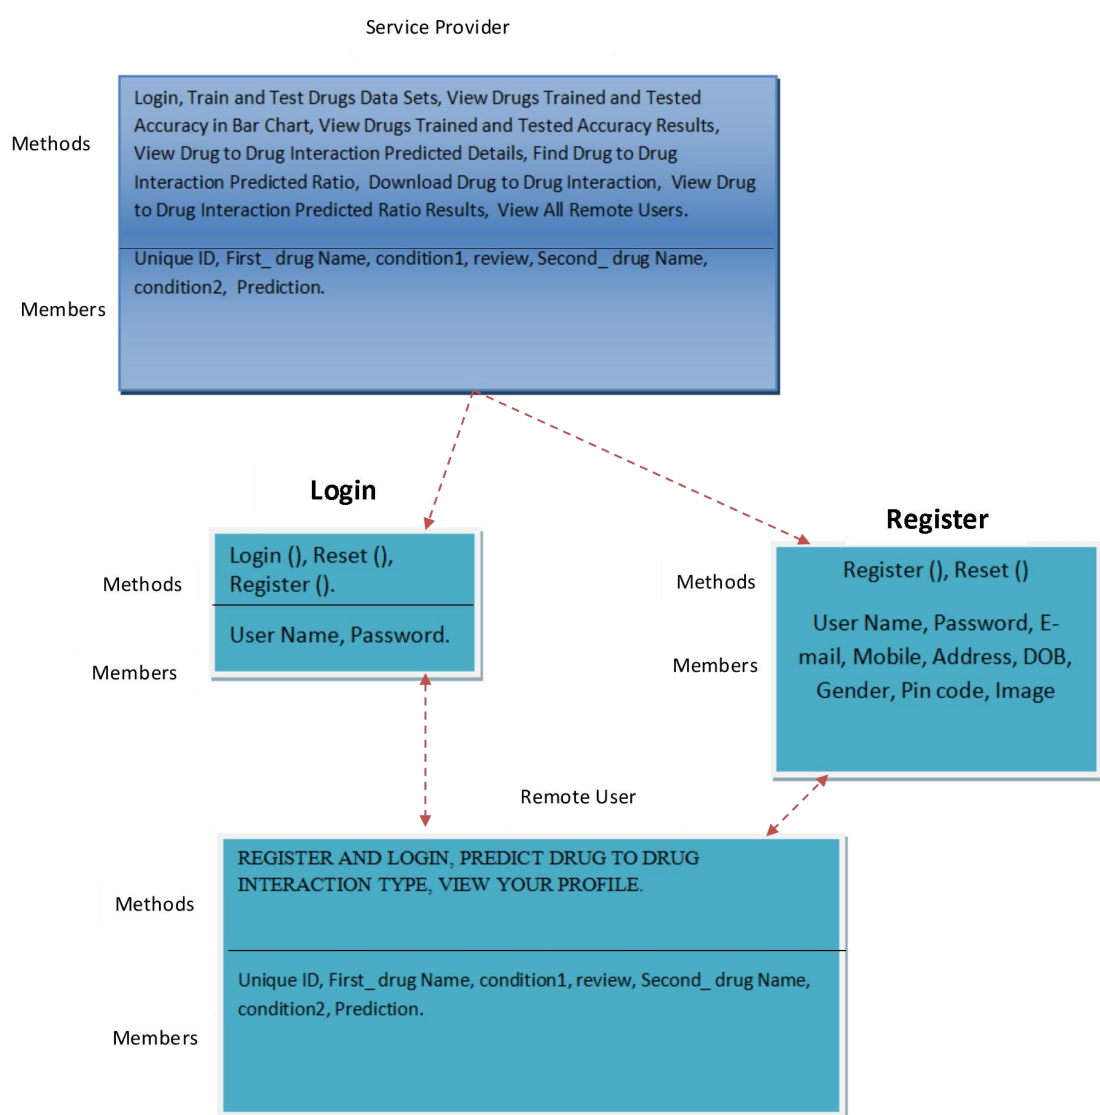 Service Provider
Methods
Login, Train and Test Drugs Data Sets, View Drugs Trained and Tested
Accuracy in Bar Chart, View Drugs Trained and Tested Accuracy Results,
View Drug to Drug Interaction Predicted Details, Find Drug to Drug
Interaction Predicted Ratio, Download Drug to Drug Interaction, View Drug
to Drug Interaction Predicted Ratio Results, View All Remote Users.
Members
Unique ID, First_ drug Name, condition1, review, Second_ drug Name,
condition2, Prediction.
Login
Methods
Login (), Reset (),
Register ().
Members
User Name, Password.
Register
Methods
Register (), Reset ()
Members
User Name, Password, E-
mail, Mobile, Address, DOB,
Gender, Pin code, Image
Remote User
Methods
REGISTER AND LOGIN, PREDICT DRUG TO DRUG
INTERACTION TYPE, VIEW YOUR PROFILE.
Members
Unique ID, First_ drug Name, condition1, review, Second_ drug Name,
condition2, Prediction.